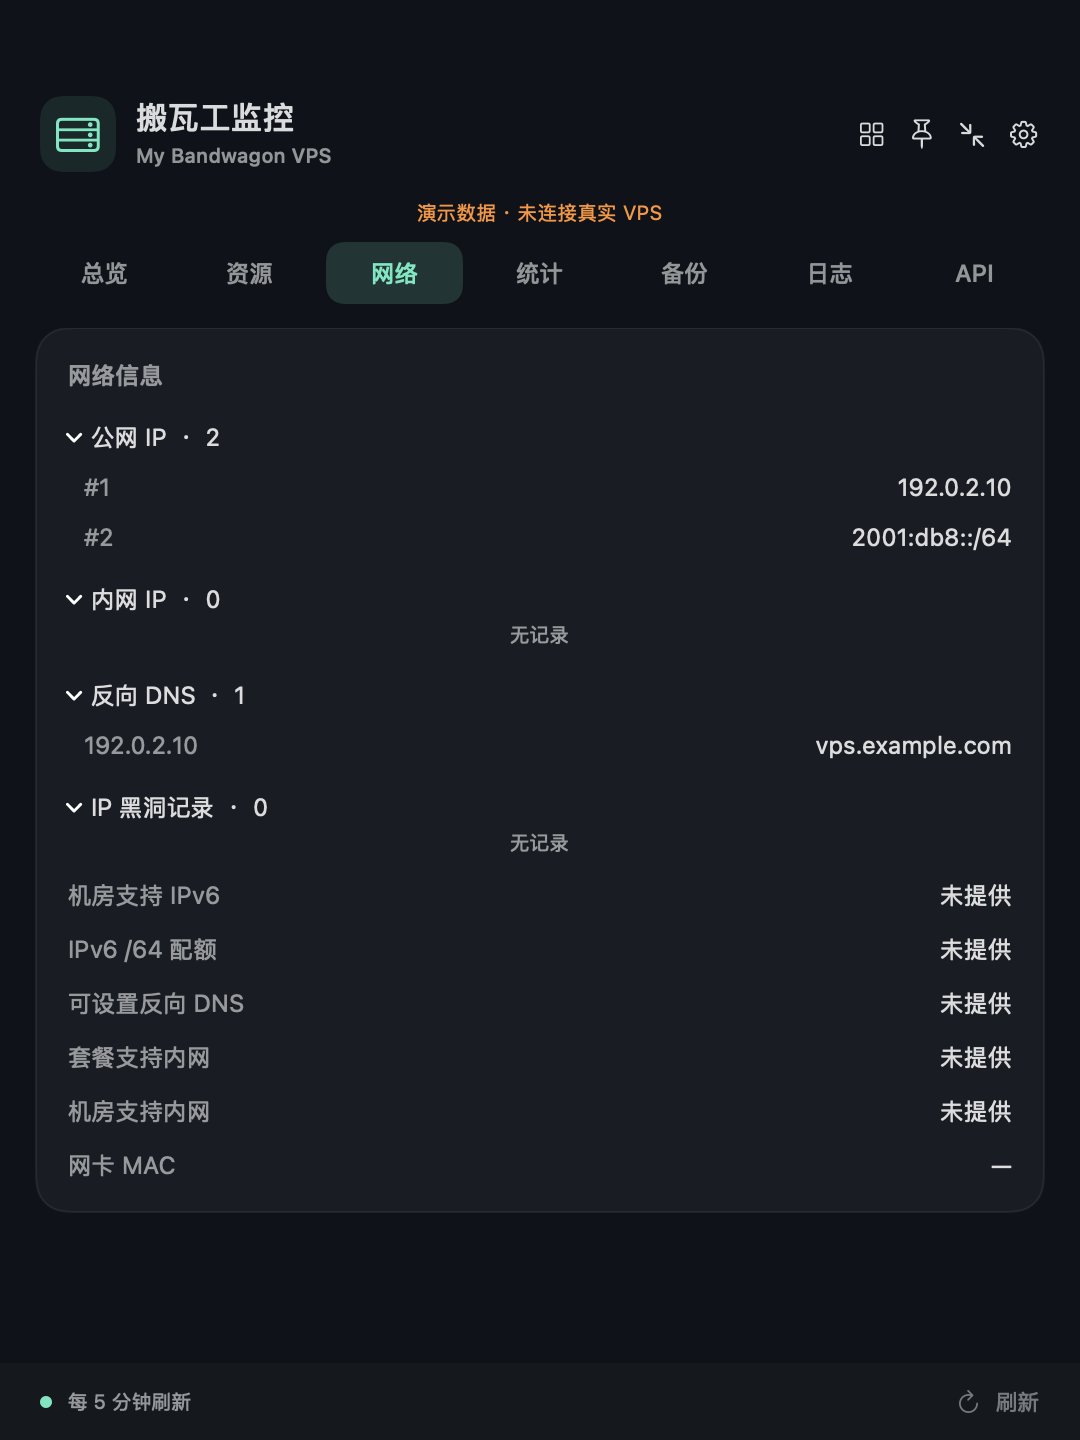 搬瓦工监控
My Bandwagon VPS
演示数据 · 未连接真实 VPS
总览 资源 网络 统计 备份 日志 API
网络信息
公网 IP · 2
#1 192.0.2.10
#2 2001:db8::/64
内网 IP · 0
无记录
反向 DNS · 1
192.0.2.10 vps.example.com
IP 黑洞记录 · 0
无记录
机房支持 IPv6 未提供
IPv6 /64 配额 未提供
可设置反向 DNS 未提供
套餐支持内网 未提供
机房支持内网 未提供
网卡 MAC —
每 5 分钟刷新 刷新